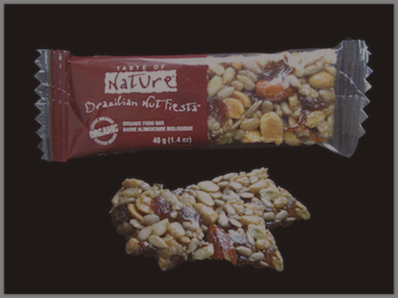 TASTE OF
Nature
Brazilian Nut Fiesta
ORGANIC
ORGANIC FOOD BAR
BARRE ALIMENTAIRE BIOLOGIQUE
40 g (1.4 oz)